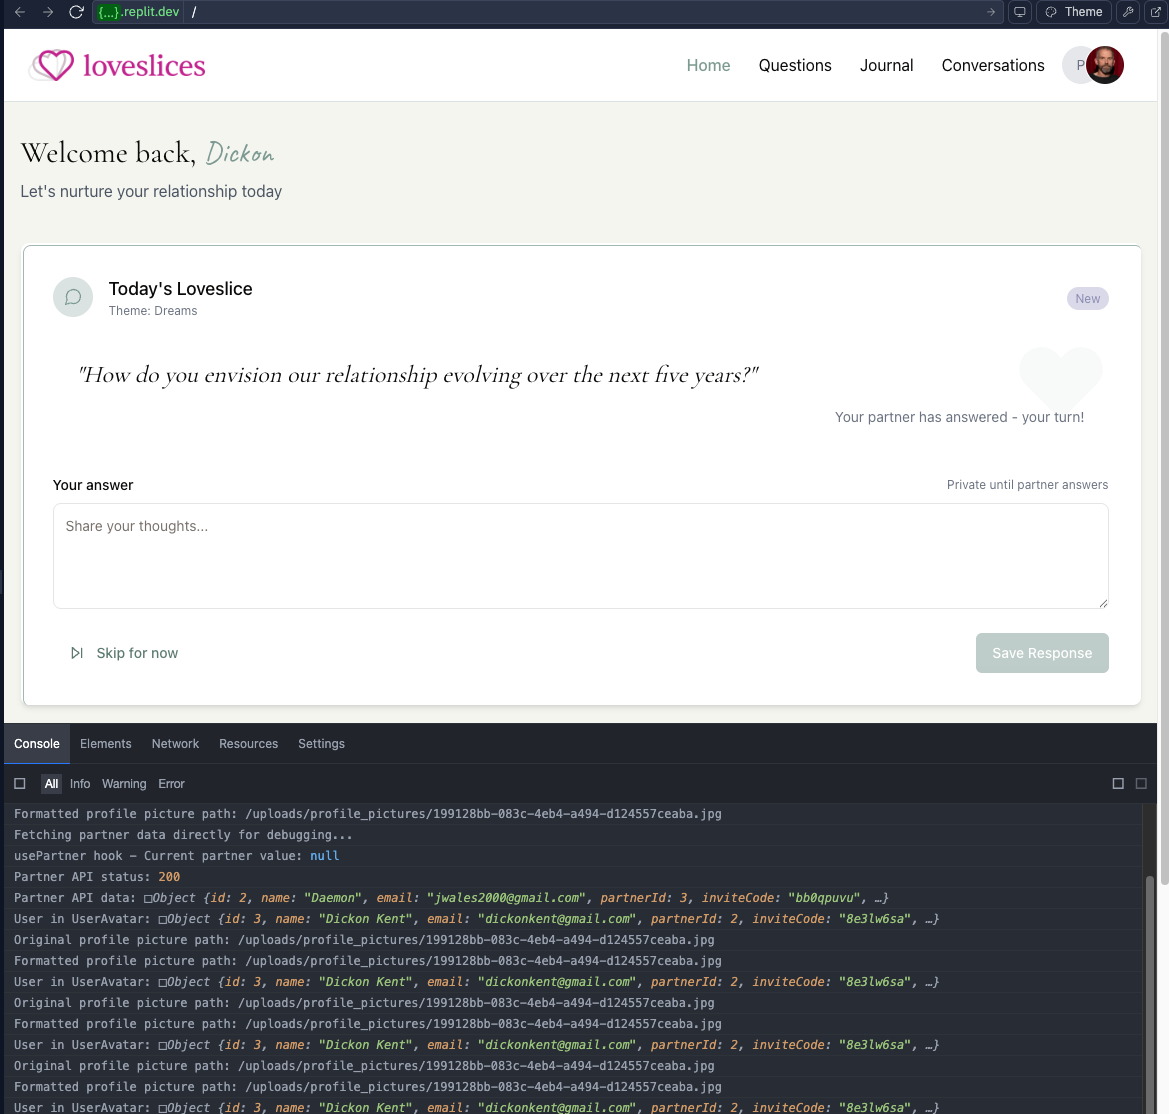 {...}.replit.dev /
Theme
loveslices
Home Questions Journal Conversations P
Welcome back, Dickon
Let's nurture your relationship today
Today's Loveslice
Theme: Dreams
New
"How do you envision our relationship evolving over the next five years?"
Your partner has answered - your turn!
Your answer
Private until partner answers
Share your thoughts...
Skip for now
Save Response
Console Elements Network Resources Settings
All Info Warning Error
Formatted profile picture path: /uploads/profile_pictures/199128bb-083c-4eb4-a494-d124557ceaba.jpg
Fetching partner data directly for debugging...
usePartner hook – Current partner value: null
Partner API status: 200
Partner API data: Object {id: 2, name: "Daemon", email: "jwales2000@gmail.com", partnerId: 3, inviteCode: "bb0qpuvu", …}
User in UserAvatar: Object {id: 3, name: "Dickon Kent", email: "dickonkent@gmail.com", partnerId: 2, inviteCode: "8e3lw6sa", …}
Original profile picture path: /uploads/profile_pictures/199128bb-083c-4eb4-a494-d124557ceaba.jpg
Formatted profile picture path: /uploads/profile_pictures/199128bb-083c-4eb4-a494-d124557ceaba.jpg
User in UserAvatar: Object {id: 3, name: "Dickon Kent", email: "dickonkent@gmail.com", partnerId: 2, inviteCode: "8e3lw6sa", …}
Original profile picture path: /uploads/profile_pictures/199128bb-083c-4eb4-a494-d124557ceaba.jpg
Formatted profile picture path: /uploads/profile_pictures/199128bb-083c-4eb4-a494-d124557ceaba.jpg
User in UserAvatar: Object {id: 3, name: "Dickon Kent", email: "dickonkent@gmail.com", partnerId: 2, inviteCode: "8e3lw6sa", …}
Original profile picture path: /uploads/profile_pictures/199128bb-083c-4eb4-a494-d124557ceaba.jpg
Formatted profile picture path: /uploads/profile_pictures/199128bb-083c-4eb4-a494-d124557ceaba.jpg
User in UserAvatar: Object {id: 3, name: "Dickon Kent", email: "dickonkent@gmail.com", partnerId: 2, inviteCode: "8e3lw6sa", …}